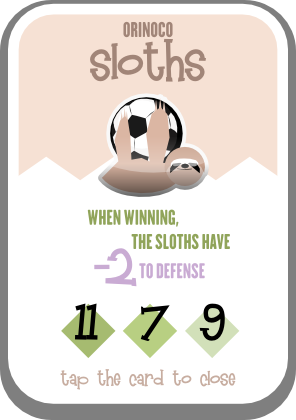 ORINOCO
sloths
WHEN WINNING,
THE SLOTHS HAVE
-2 TO DEFENSE
11 7 9
tap the card to close